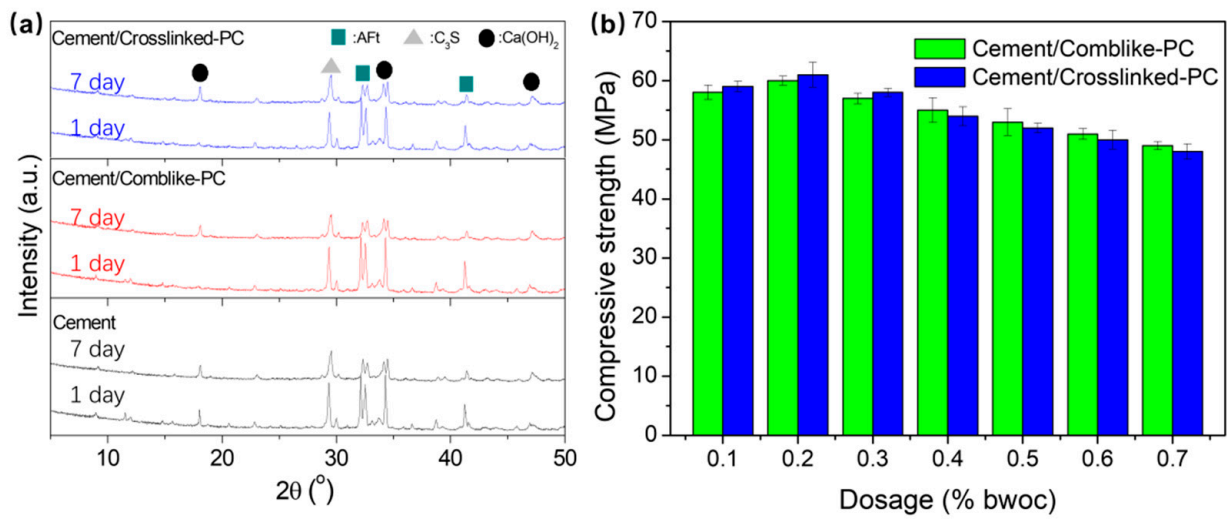 (a)
Cement/Crosslinked-PC
:AFt :C₃S :Ca(OH)₂
7 day
1 day
Cement/Comblike-PC
7 day
1 day
Cement
7 day
1 day
Intensity (a.u.)
10 20 30 40 50
2θ (°)
(b)
Cement/Comblike-PC
Cement/Crosslinked-PC
70
60
50
40
30
20
10
0
Compressive strength (MPa)
0.1 0.2 0.3 0.4 0.5 0.6 0.7
Dosage (% bwoc)